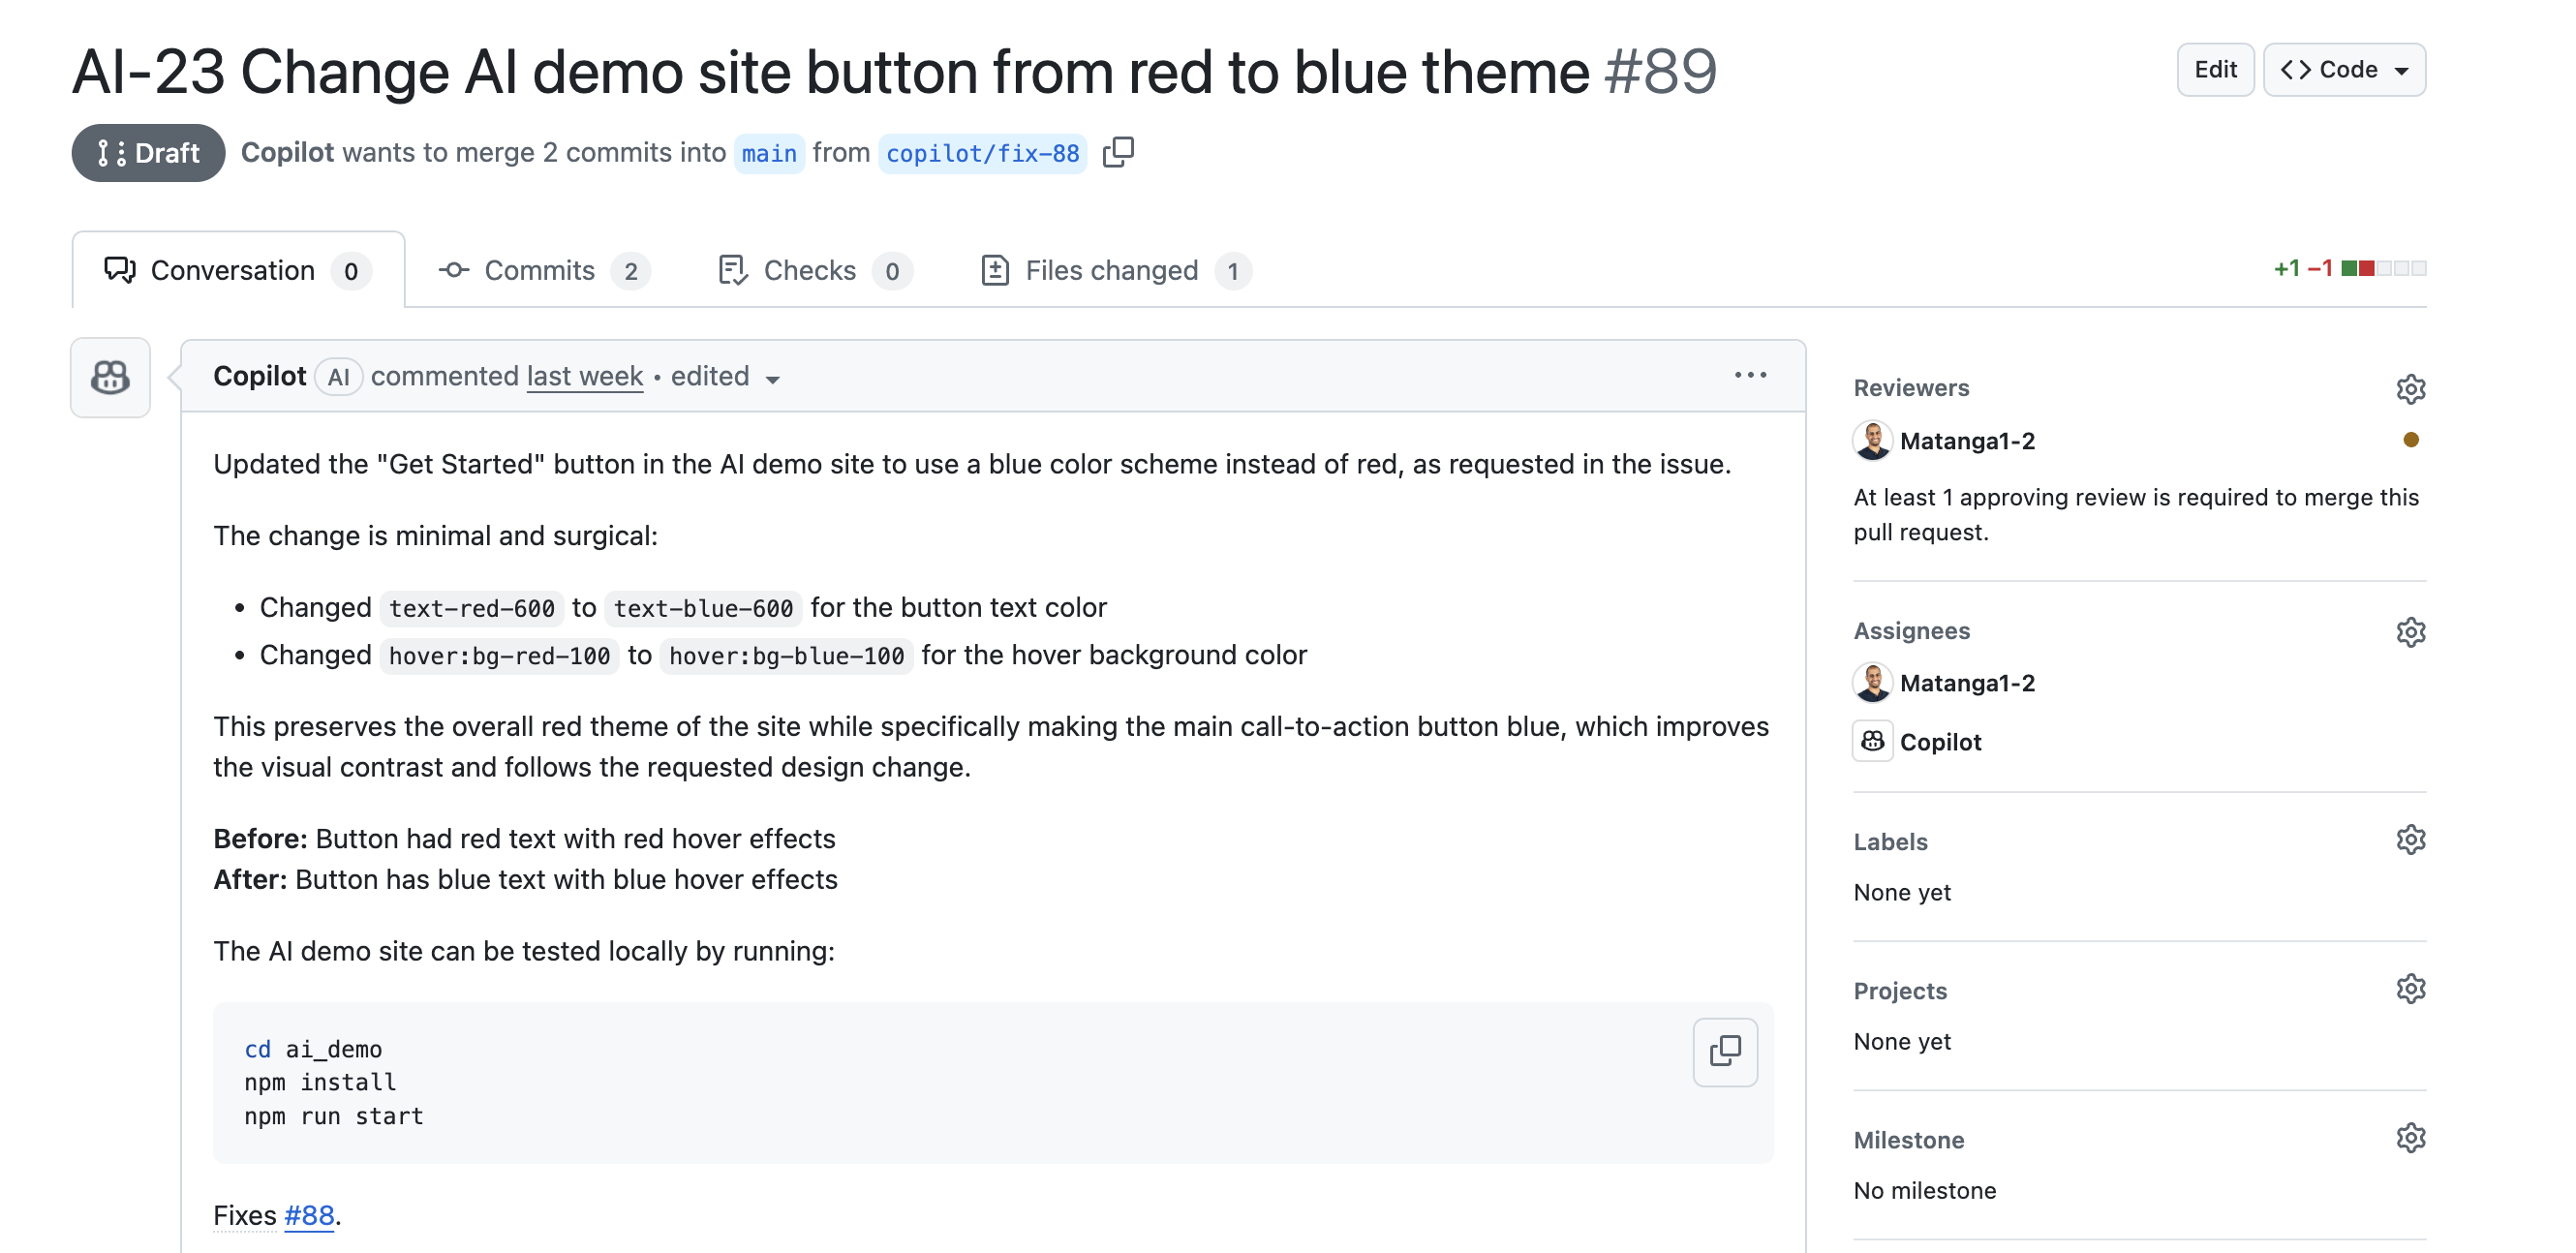 AI-23 Change AI demo site button from red to blue theme #89
Edit
Code
Draft
Copilot wants to merge 2 commits into main from copilot/fix-88
Conversation 0
Commits 2
Checks 0
Files changed 1
+1 −1
Copilot AI commented last week • edited
Updated the "Get Started" button in the AI demo site to use a blue color scheme instead of red, as requested in the issue.
The change is minimal and surgical:
• Changed text-red-600 to text-blue-600 for the button text color
• Changed hover:bg-red-100 to hover:bg-blue-100 for the hover background color
This preserves the overall red theme of the site while specifically making the main call-to-action button blue, which improves
the visual contrast and follows the requested design change.
Before: Button had red text with red hover effects
After: Button has blue text with blue hover effects
The AI demo site can be tested locally by running:
cd ai_demo
npm install
npm run start
Fixes #88.
Reviewers
Matanga1-2
At least 1 approving review is required to merge this
pull request.
Assignees
Matanga1-2
Copilot
Labels
None yet
Projects
None yet
Milestone
No milestone